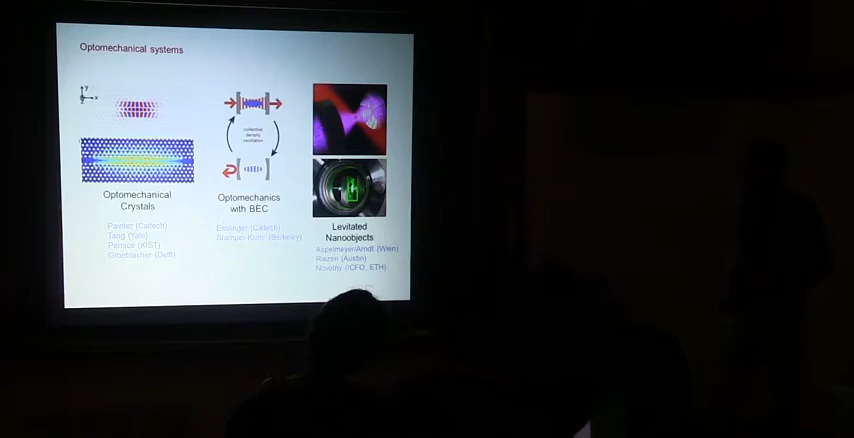 Optomechanical systems
y
x
collective
density
oscillation
Optomechanical
Crystals
Painter (Caltech)
Tang (Yale)
Pernice (KIST)
Groeblacher (Delft)
Optomechanics
with BEC
Esslinger (Caltech)
Stamper-Kurn (Berkeley)
Levitated
Nanoobjects
Aspelmeyer/Arndt (Wien)
Raizen (Austin)
Novotny (ICFO, ETH)